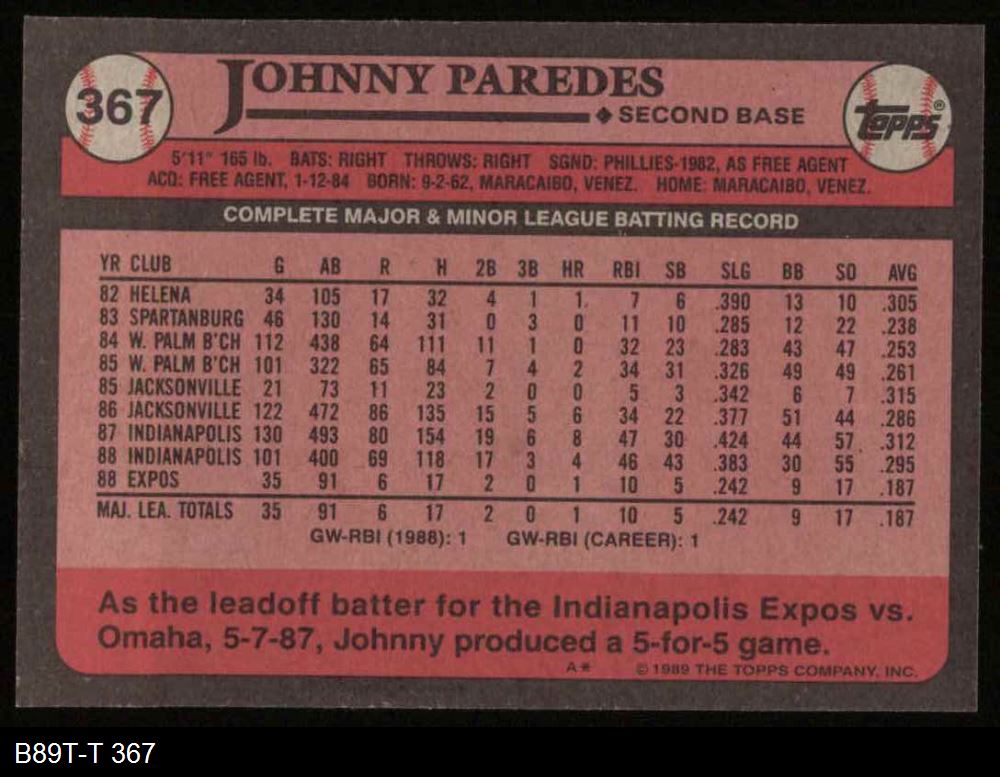 367
JOHNNY PAREDES
◆ SECOND BASE
Topps®
5'11" 165 lb. BATS: RIGHT THROWS: RIGHT SGND: PHILLIES-1982, AS FREE AGENT
ACQ: FREE AGENT, 1-12-84 BORN: 9-2-62, MARACAIBO, VENEZ. HOME: MARACAIBO, VENEZ.
COMPLETE MAJOR & MINOR LEAGUE BATTING RECORD
YR CLUB G AB R H 2B 3B HR RBI SB SLG BB SO AVG
82 HELENA 34 105 17 32 4 1 1 7 6 .390 13 10 .305
83 SPARTANBURG 46 130 14 31 0 3 0 11 10 .285 12 22 .238
84 W. PALM B'CH 112 438 64 111 11 1 0 32 23 .283 43 47 .253
85 W. PALM B'CH 101 322 65 84 7 4 2 34 31 .326 49 49 .261
85 JACKSONVILLE 21 73 11 23 2 0 0 5 3 .342 6 7 .315
86 JACKSONVILLE 122 472 86 135 15 5 6 34 22 .377 51 44 .286
87 INDIANAPOLIS 130 493 80 154 19 6 8 47 30 .424 44 57 .312
88 INDIANAPOLIS 101 400 69 118 17 3 4 46 43 .383 30 55 .295
88 EXPOS 35 91 6 17 2 0 1 10 5 .242 9 17 .187
MAJ. LEA. TOTALS 35 91 6 17 2 0 1 10 5 .242 9 17 .187
GW-RBI (1988): 1 GW-RBI (CAREER): 1
As the leadoff batter for the Indianapolis Expos vs.
Omaha, 5-7-87, Johnny produced a 5-for-5 game.
A* © 1989 THE TOPPS COMPANY, INC.
B89T-T 367